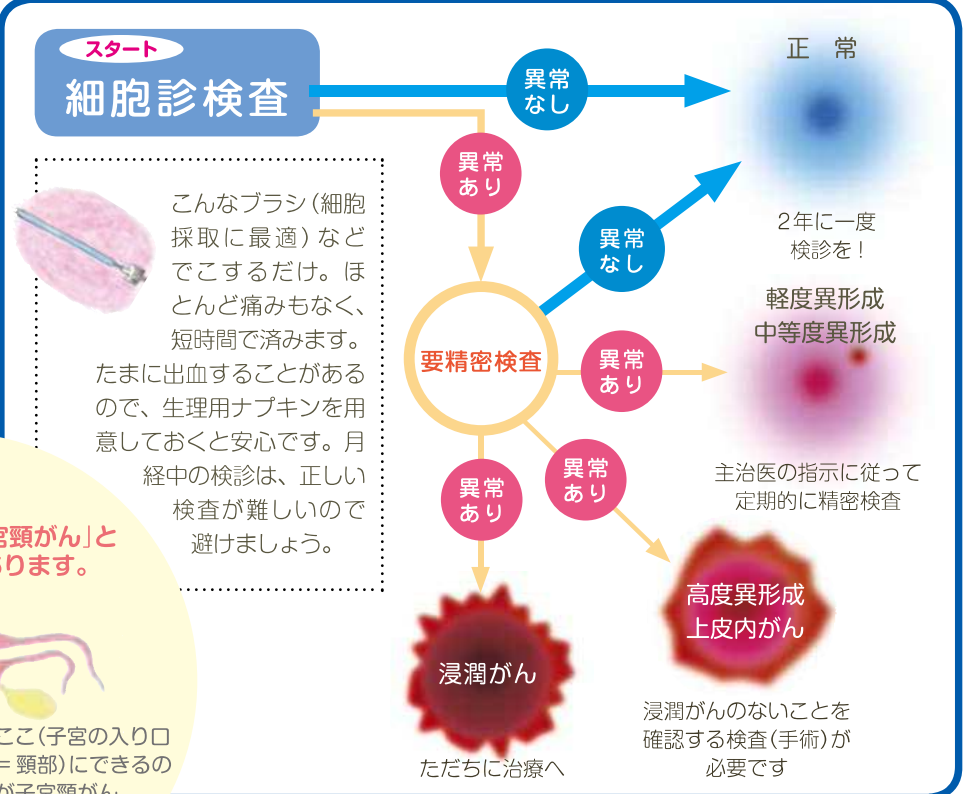 スタート
細胞診検査
異常
なし
正　常
異常
あり
こんなブラシ（細胞
採取に最適）など
でこするだけ。ほ
とんど痛みもなく、
短時間で済みます。
たまに出血することがある
ので、生理用ナプキンを用
意しておくと安心です。月
経中の検診は、正しい
検査が難しいので
避けましょう。
異常
なし
2年に一度
検診を！
要精密検査
異常
あり
軽度異形成
中等度異形成
主治医の指示に従って
定期的に精密検査
異常
あり
異常
あり
高度異形成
上皮内がん
浸潤がんのないことを
確認する検査（手術）が
必要です
浸潤がん
ただちに治療へ
宮頸がん」と
ります。
ここ（子宮の入り口
＝頸部）にできるの
が子宮頸がん